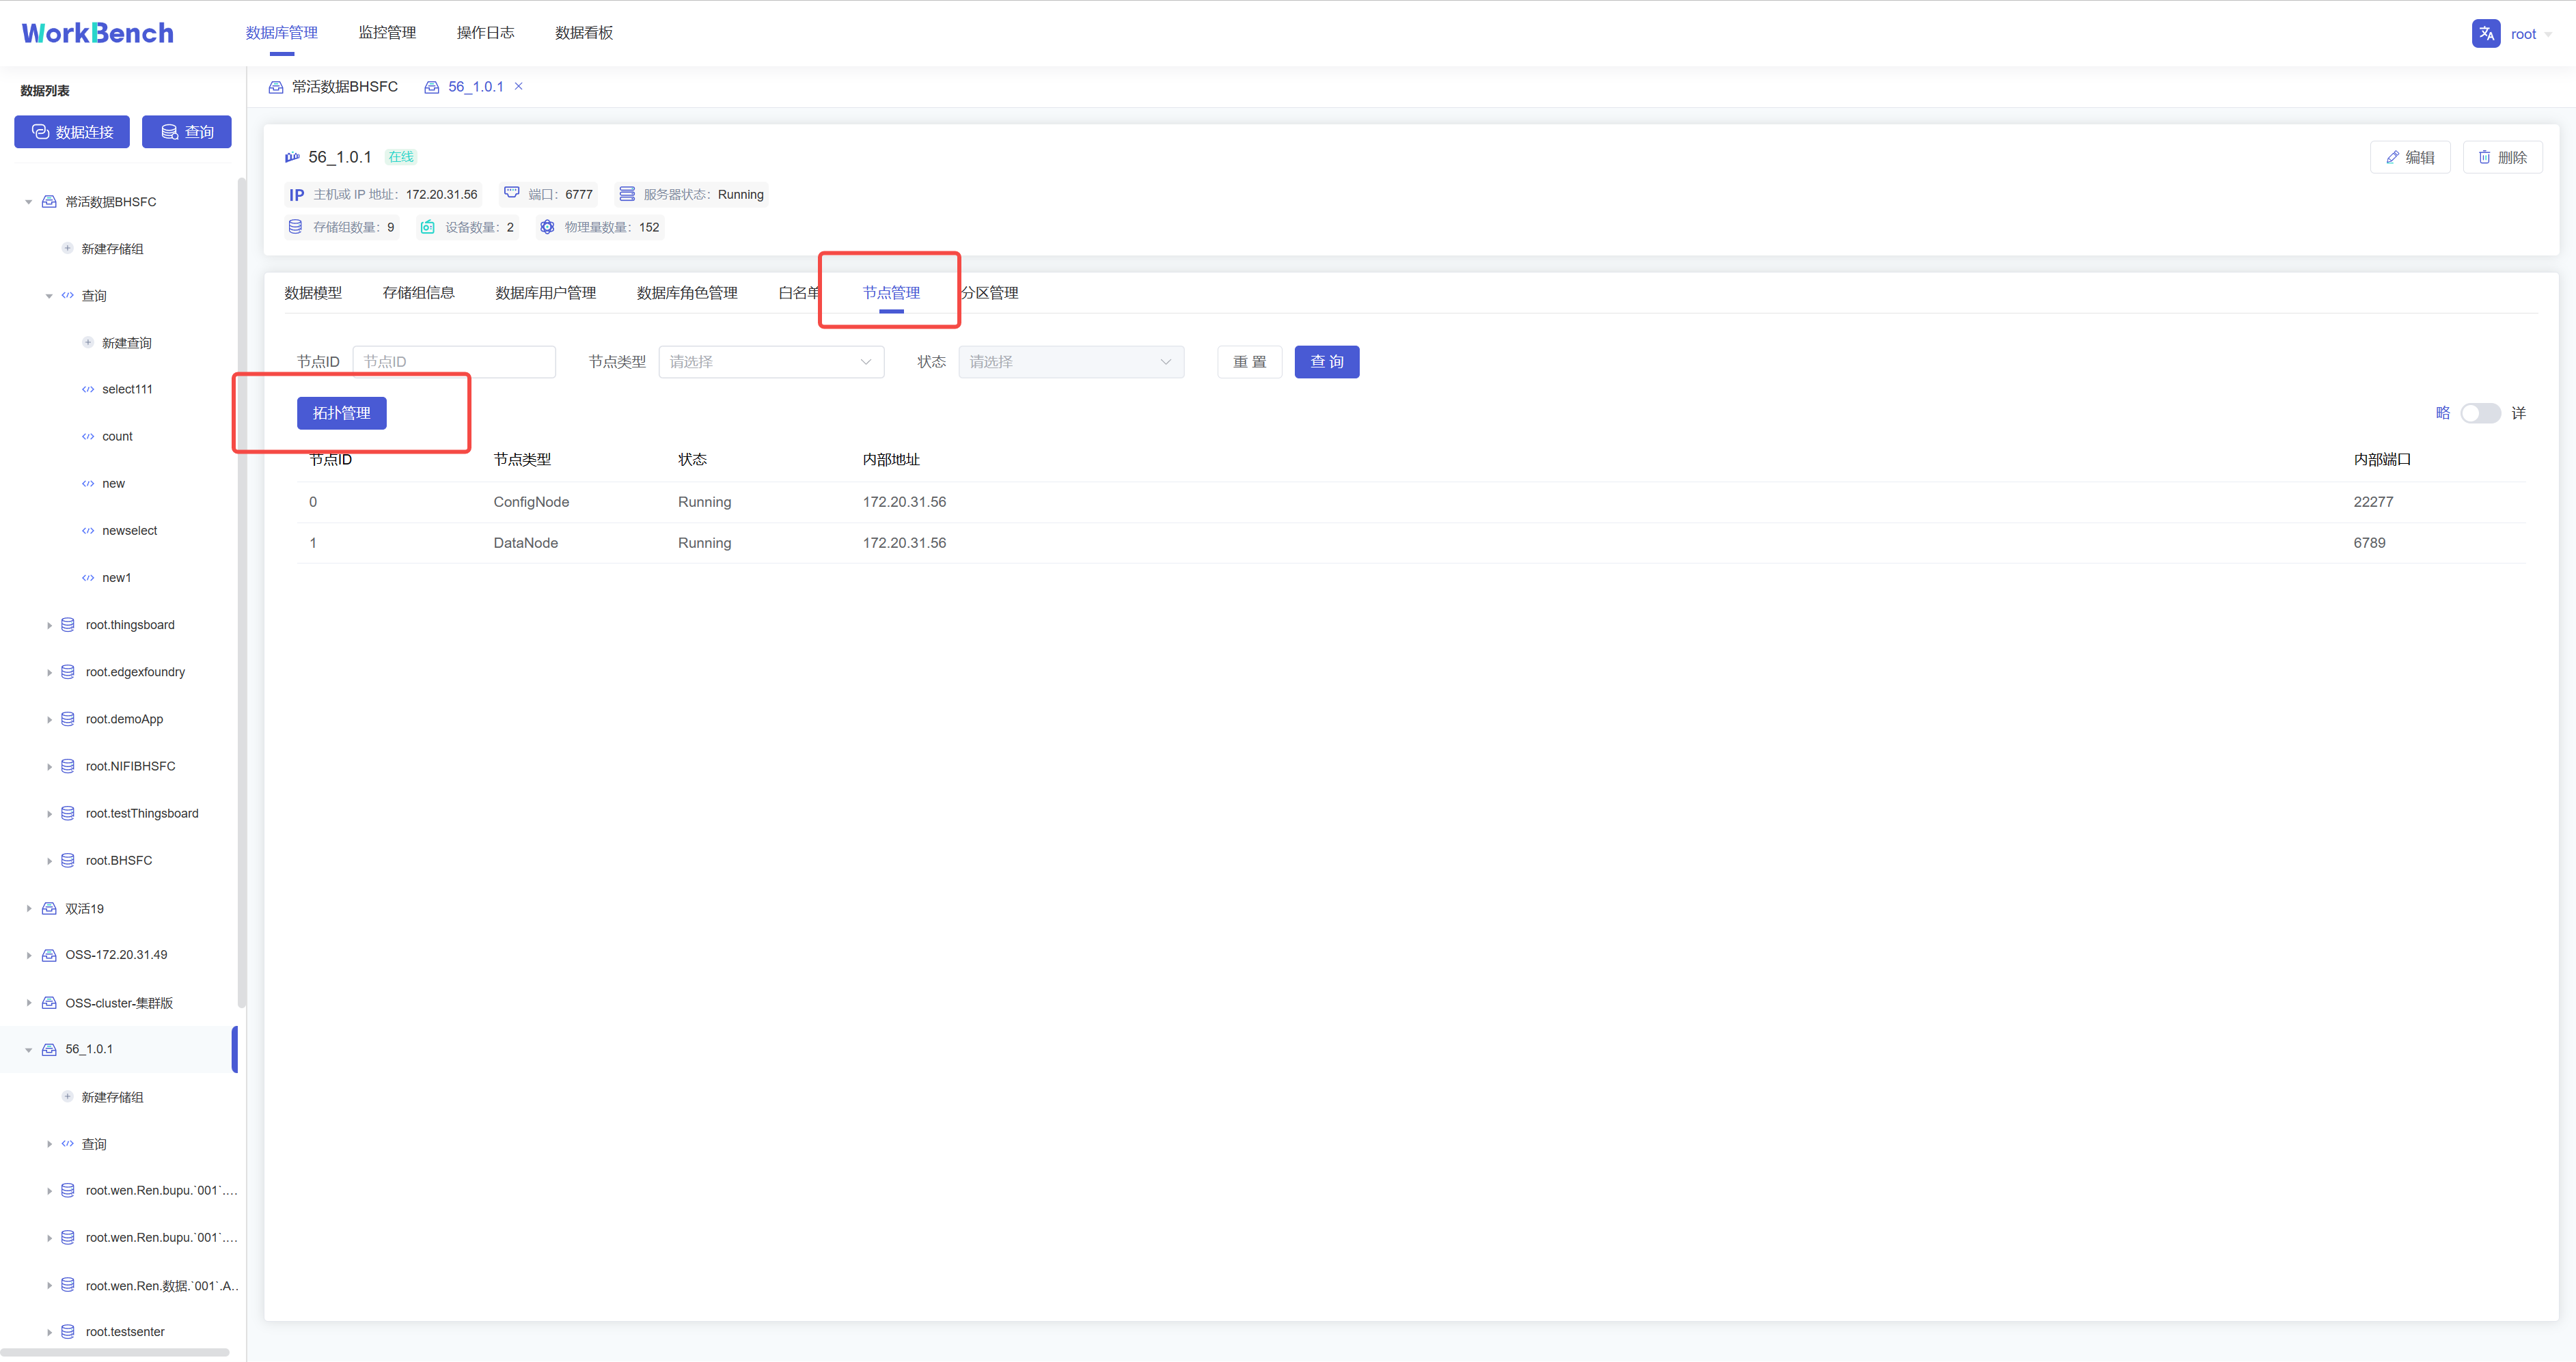 WorkBench
数据库管理 监控管理 操作日志 数据看板
root
数据列表
数据连接 查询
常活数据BHSFC
新建存储组
查询
新建查询
select111
count
new
newselect
new1
root.thingsboard
root.edgexfoundry
root.demoApp
root.NIFIBHSFC
root.testThingsboard
root.BHSFC
双活19
OSS-172.20.31.49
OSS-cluster-集群版
56_1.0.1
新建存储组
查询
root.wen.Ren.bupu.`001`....
root.wen.Ren.bupu.`001`....
root.wen.Ren.数据.`001`.A..
root.testsenter
常活数据BHSFC 56_1.0.1 ×
56_1.0.1 在线
编辑 删除
IP 主机或 IP 地址: 172.20.31.56 端口: 6777 服务器状态: Running
存储组数量: 9 设备数量: 2 物理量数量: 152
数据模型 存储组信息 数据库用户管理 数据库角色管理 白名单 节点管理 分区管理
节点ID 节点ID 节点类型 请选择 状态 请选择 重置 查询
拓扑管理
略 详
节点ID 节点类型 状态 内部地址 内部端口
0 ConfigNode Running 172.20.31.56 22277
1 DataNode Running 172.20.31.56 6789